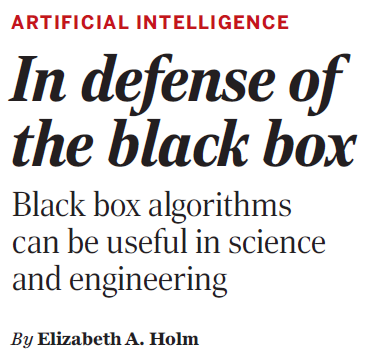 ARTIFICIAL INTELLIGENCE
In defense of
the black box
Black box algorithms
can be useful in science
and engineering
By Elizabeth A. Holm